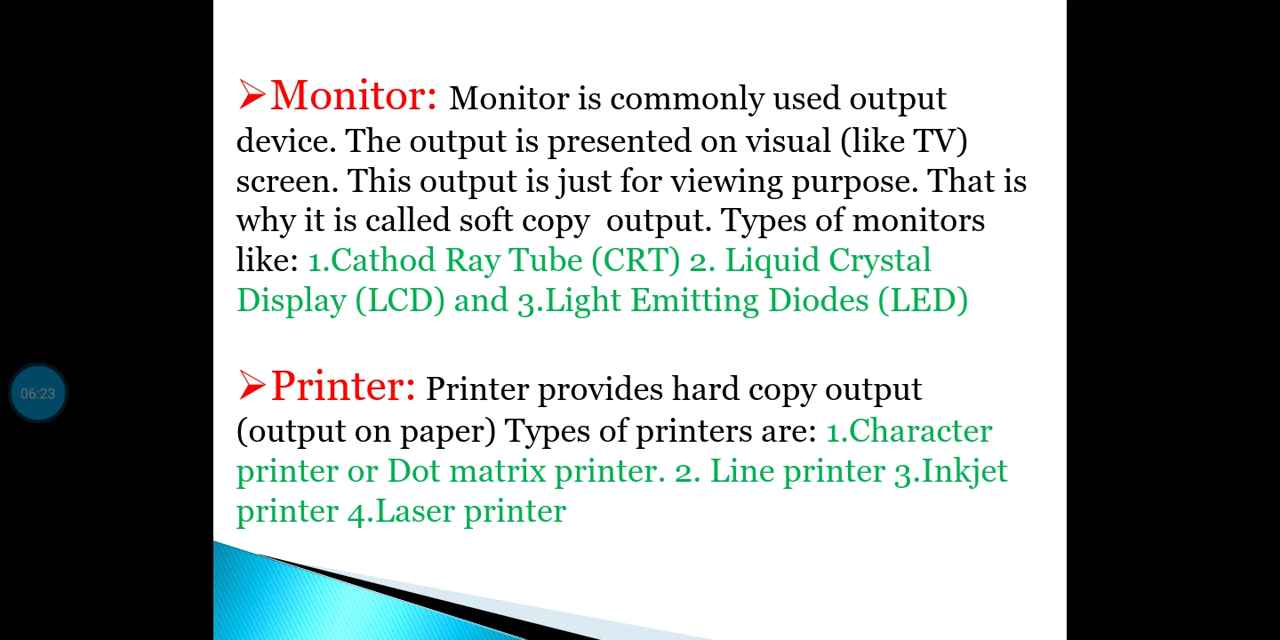 ➢Monitor: Monitor is commonly used output
device. The output is presented on visual (like TV)
screen. This output is just for viewing purpose. That is
why it is called soft copy  output. Types of monitors
like: 1.Cathod Ray Tube (CRT) 2. Liquid Crystal
Display (LCD) and 3.Light Emitting Diodes (LED)
➢Printer: Printer provides hard copy output
(output on paper) Types of printers are: 1.Character
printer or Dot matrix printer. 2. Line printer 3.Inkjet
printer 4.Laser printer
06:23